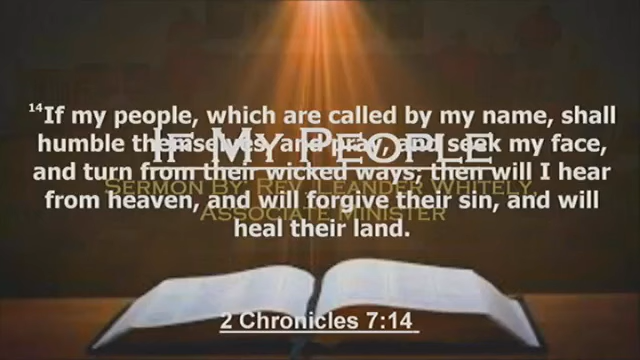 ¹⁴If my people, which are called by my name, shall
humble themselves, and pray, and seek my face,
and turn from their wicked ways; then will I hear
from heaven, and will forgive their sin, and will
heal their land.
If My People
Sermon By: Rev. Leander Whitely,
Associate Minister
2 Chronicles 7:14